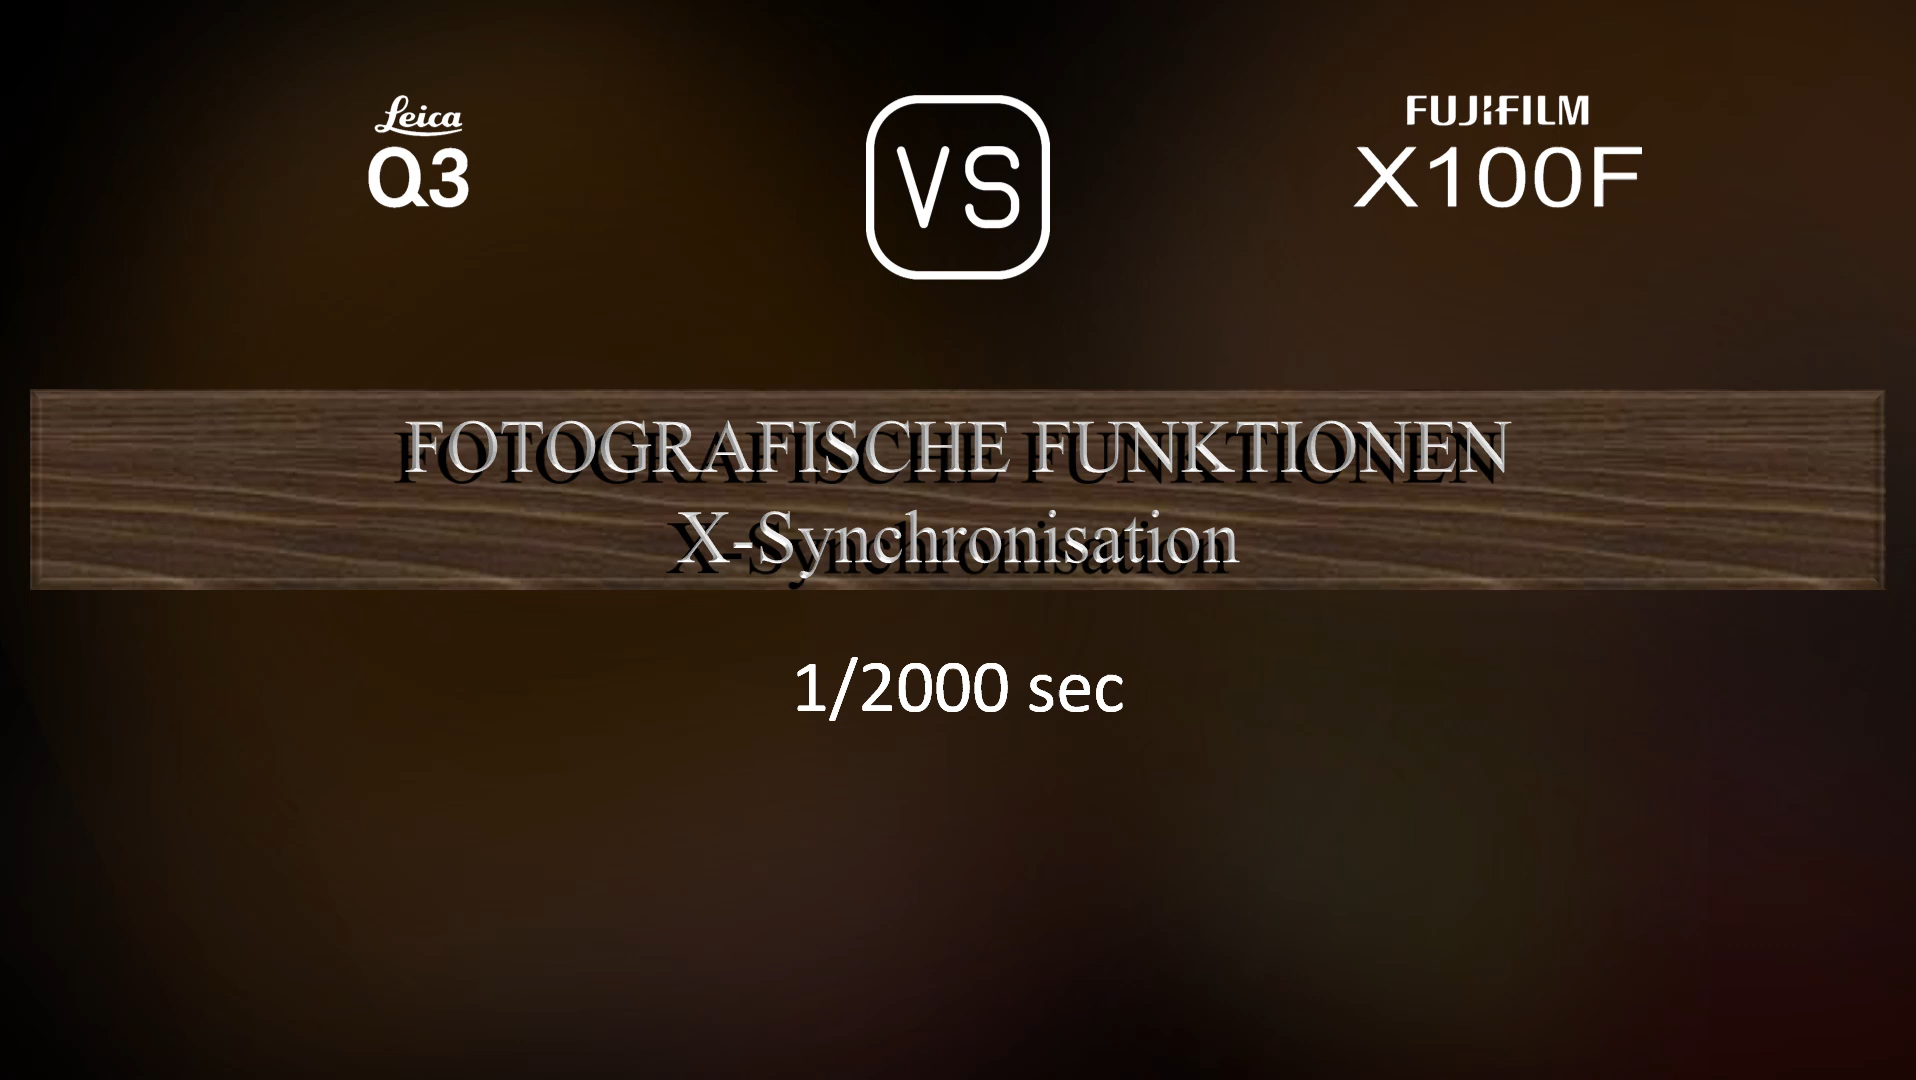 Leica
Q3
VS
FUJIFILM
X100F
FOTOGRAFISCHE FUNKTIONEN
X-Synchronisation
1/2000 sec